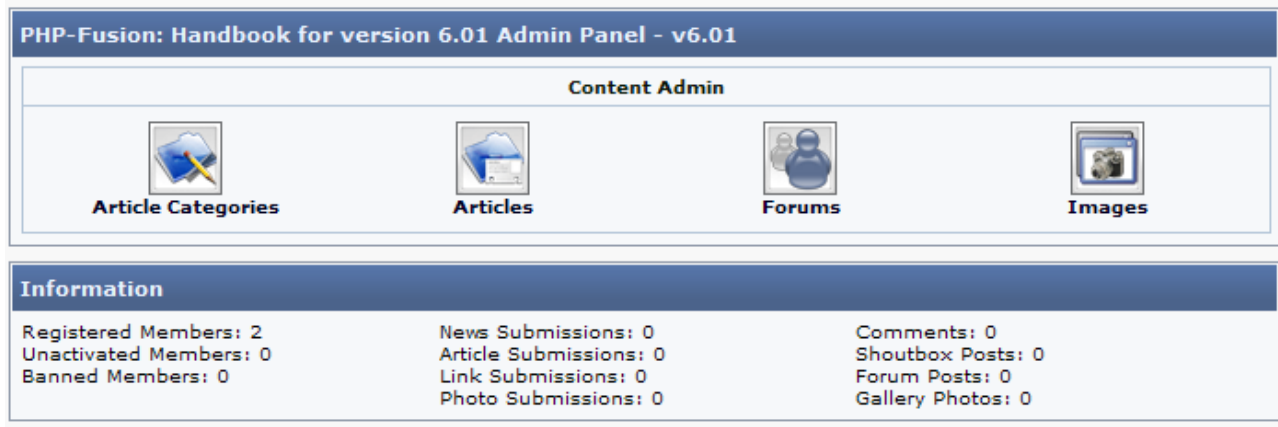 PHP-Fusion: Handbook for version 6.01 Admin Panel - v6.01
Content Admin
Article Categories
Articles
Forums
Images
Information
Registered Members: 2
Unactivated Members: 0
Banned Members: 0
News Submissions: 0
Article Submissions: 0
Link Submissions: 0
Photo Submissions: 0
Comments: 0
Shoutbox Posts: 0
Forum Posts: 0
Gallery Photos: 0